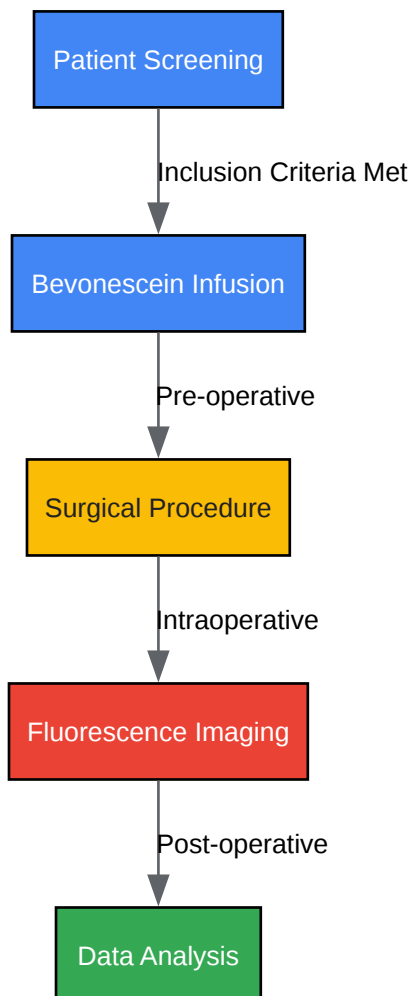 Patient Screening
Inclusion Criteria Met
Bevonescein Infusion
Pre-operative
Surgical Procedure
Intraoperative
Fluorescence Imaging
Post-operative
Data Analysis